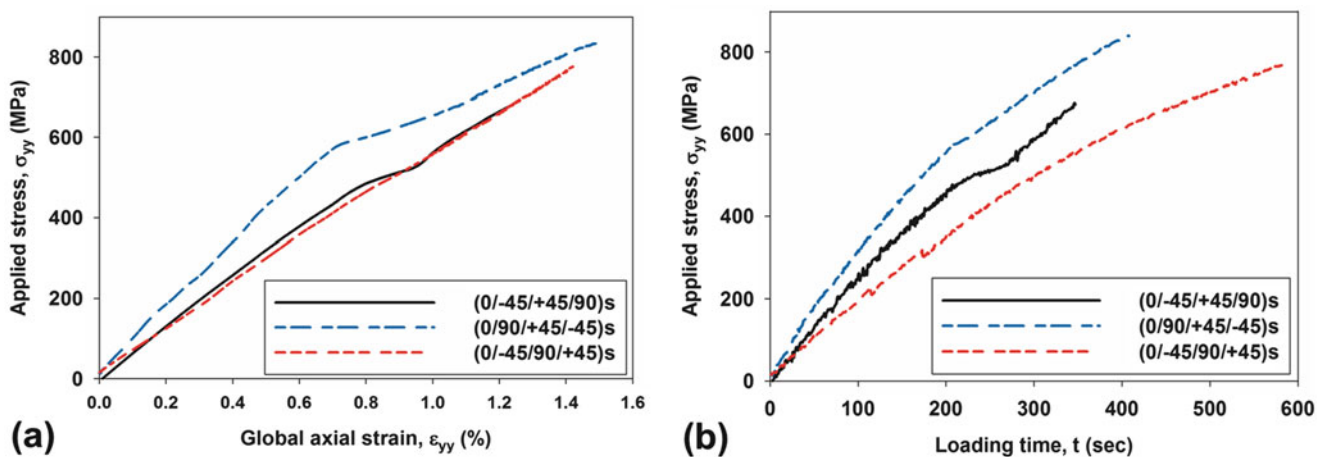 Applied stress, σyy (MPa)
800
600
400
200
0
(0/-45/+45/90)s
(0/90/+45/-45)s
(0/-45/90/+45)s
0.0 0.2 0.4 0.6 0.8 1.0 1.2 1.4 1.6
Global axial strain, εyy (%)
(a)
Applied stress, σyy (MPa)
800
600
400
200
0
(0/-45/+45/90)s
(0/90/+45/-45)s
(0/-45/90/+45)s
0 100 200 300 400 500 600
Loading time, t (sec)
(b)